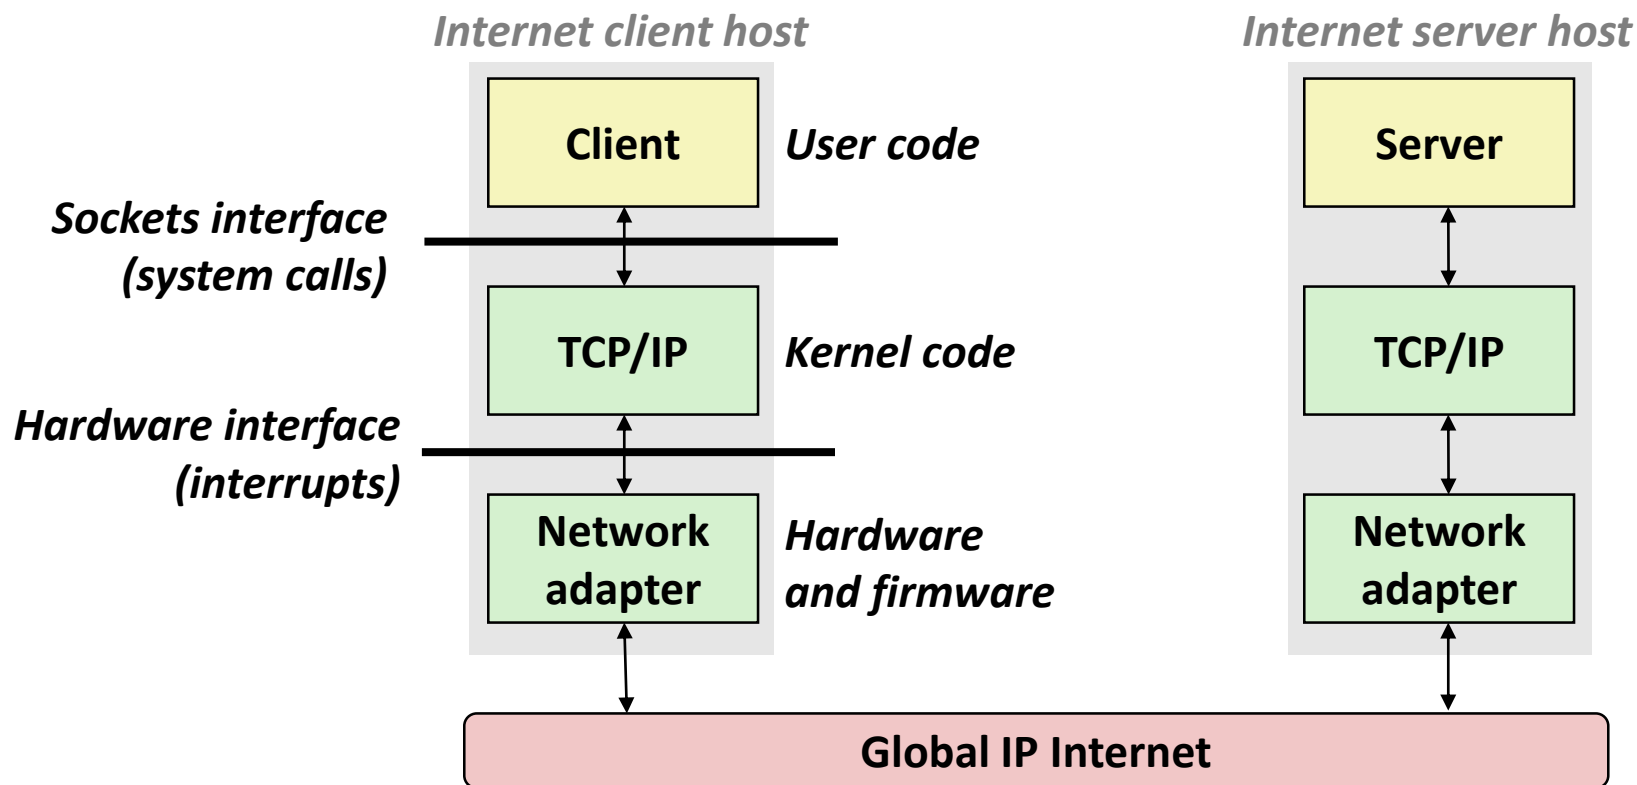 Internet client host
Internet server host
Client
User code
Server
Sockets interface
(system calls)
TCP/IP
Kernel code
TCP/IP
Hardware interface
(interrupts)
Network
adapter
Hardware
and firmware
Network
adapter
Global IP Internet